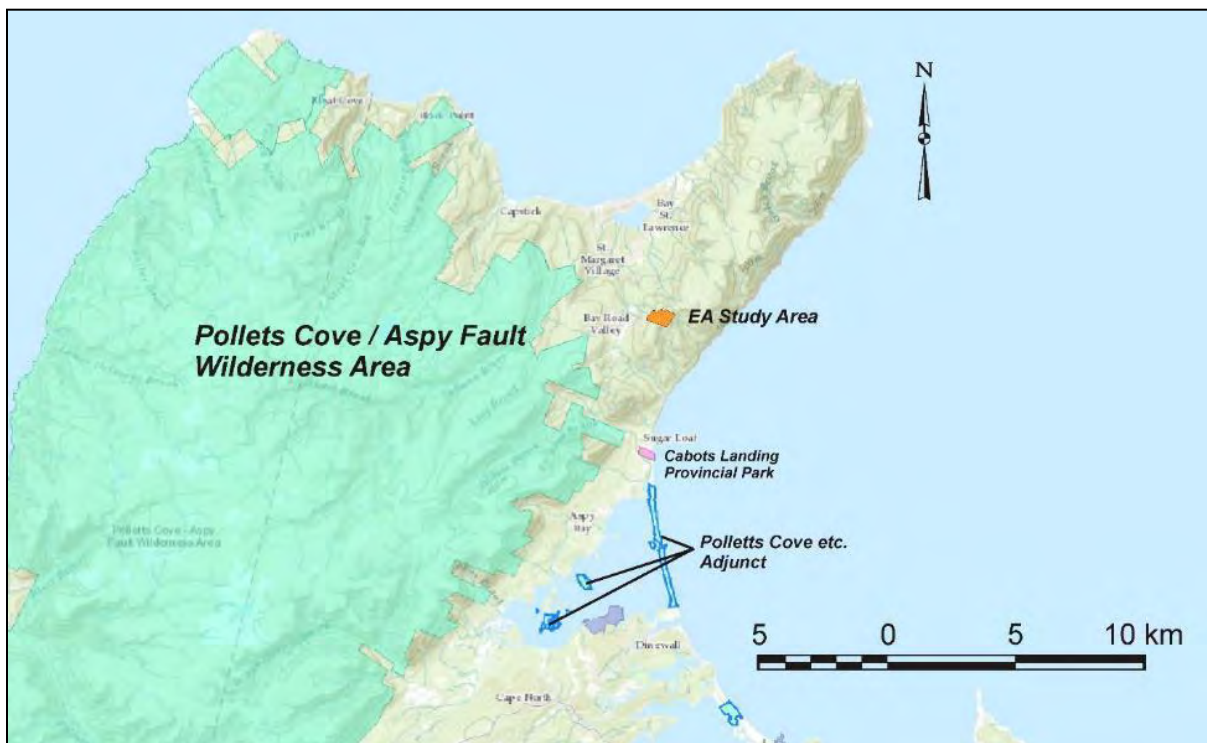 N
Capstick
Bay
St.
Lawrence
St.
Margaret
Village
Bay Road
Valley
EA Study Area
Pollets Cove / Aspy Fault
Wilderness Area
Sugar Loaf
Cabots Landing
Provincial Park
Aspy
Bay
Polletts Cove - Aspy
Fault Wilderness Area
Polletts Cove etc.
Adjunct
Dingwall
Cape North
5 0 5 10 km